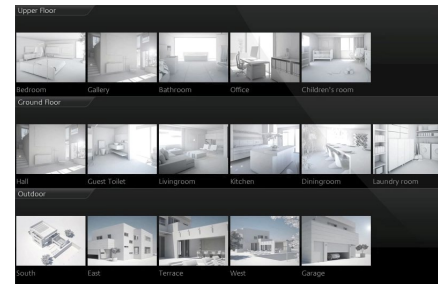 Upper Floor
Bedroom Gallery Bathroom Office Children's room
Ground Floor
Hall Guest Toilet Livingroom Kitchen Diningroom Laundry room
Outdoor
South East Terrace West Garage